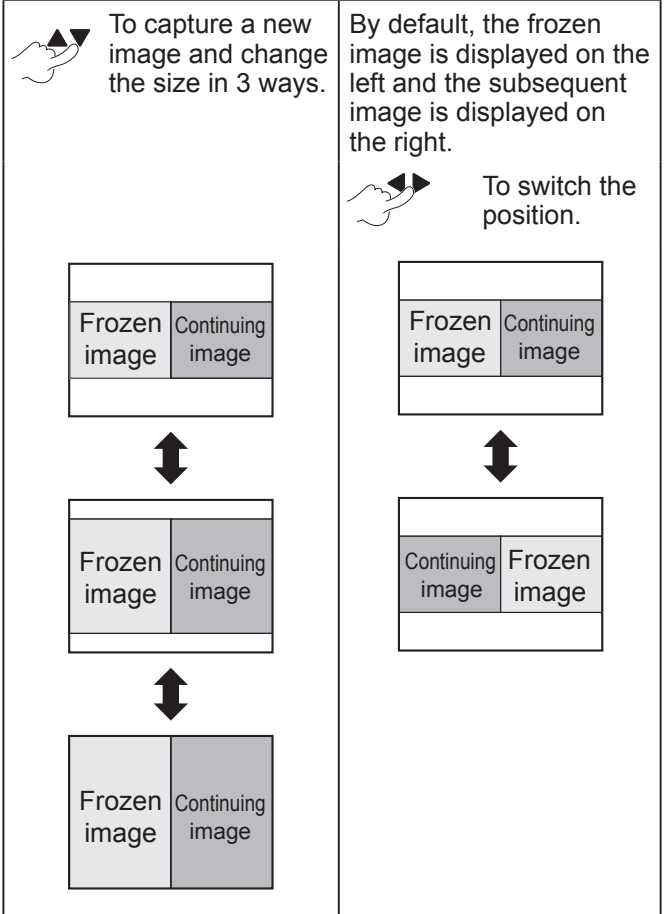 To capture a new
image and change
the size in 3 ways.
Frozen
image
Continuing
image
Frozen
image
Continuing
image
Frozen
image
Continuing
image
By default, the frozen
image is displayed on the
left and the subsequent
image is displayed on
the right.
To switch the
position.
Frozen
image
Continuing
image
Continuing
image
Frozen
image